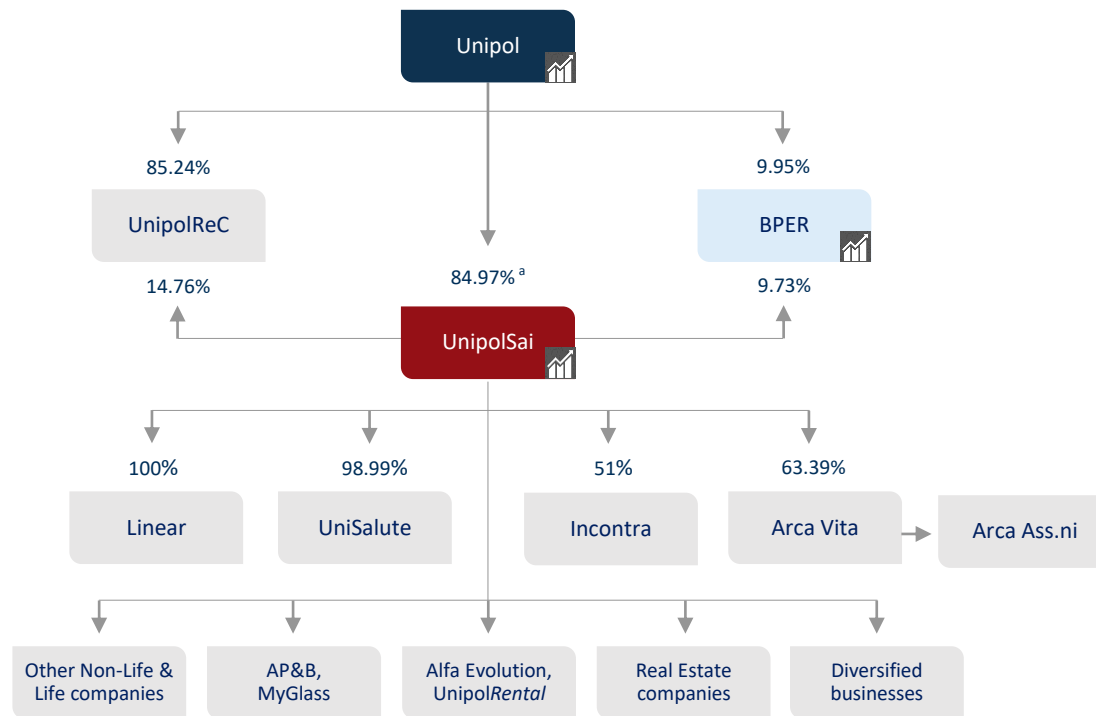 Unipol
85.24%
9.95%
UnipolReC
BPER
14.76%
84.97% a
9.73%
UnipolSai
100%
98.99%
51%
63.39%
Linear
UniSalute
Incontra
Arca Vita
Arca Ass.ni
Other Non-Life &
Life companies
AP&B,
MyGlass
Alfa Evolution,
UnipolRental
Real Estate
companies
Diversified
businesses